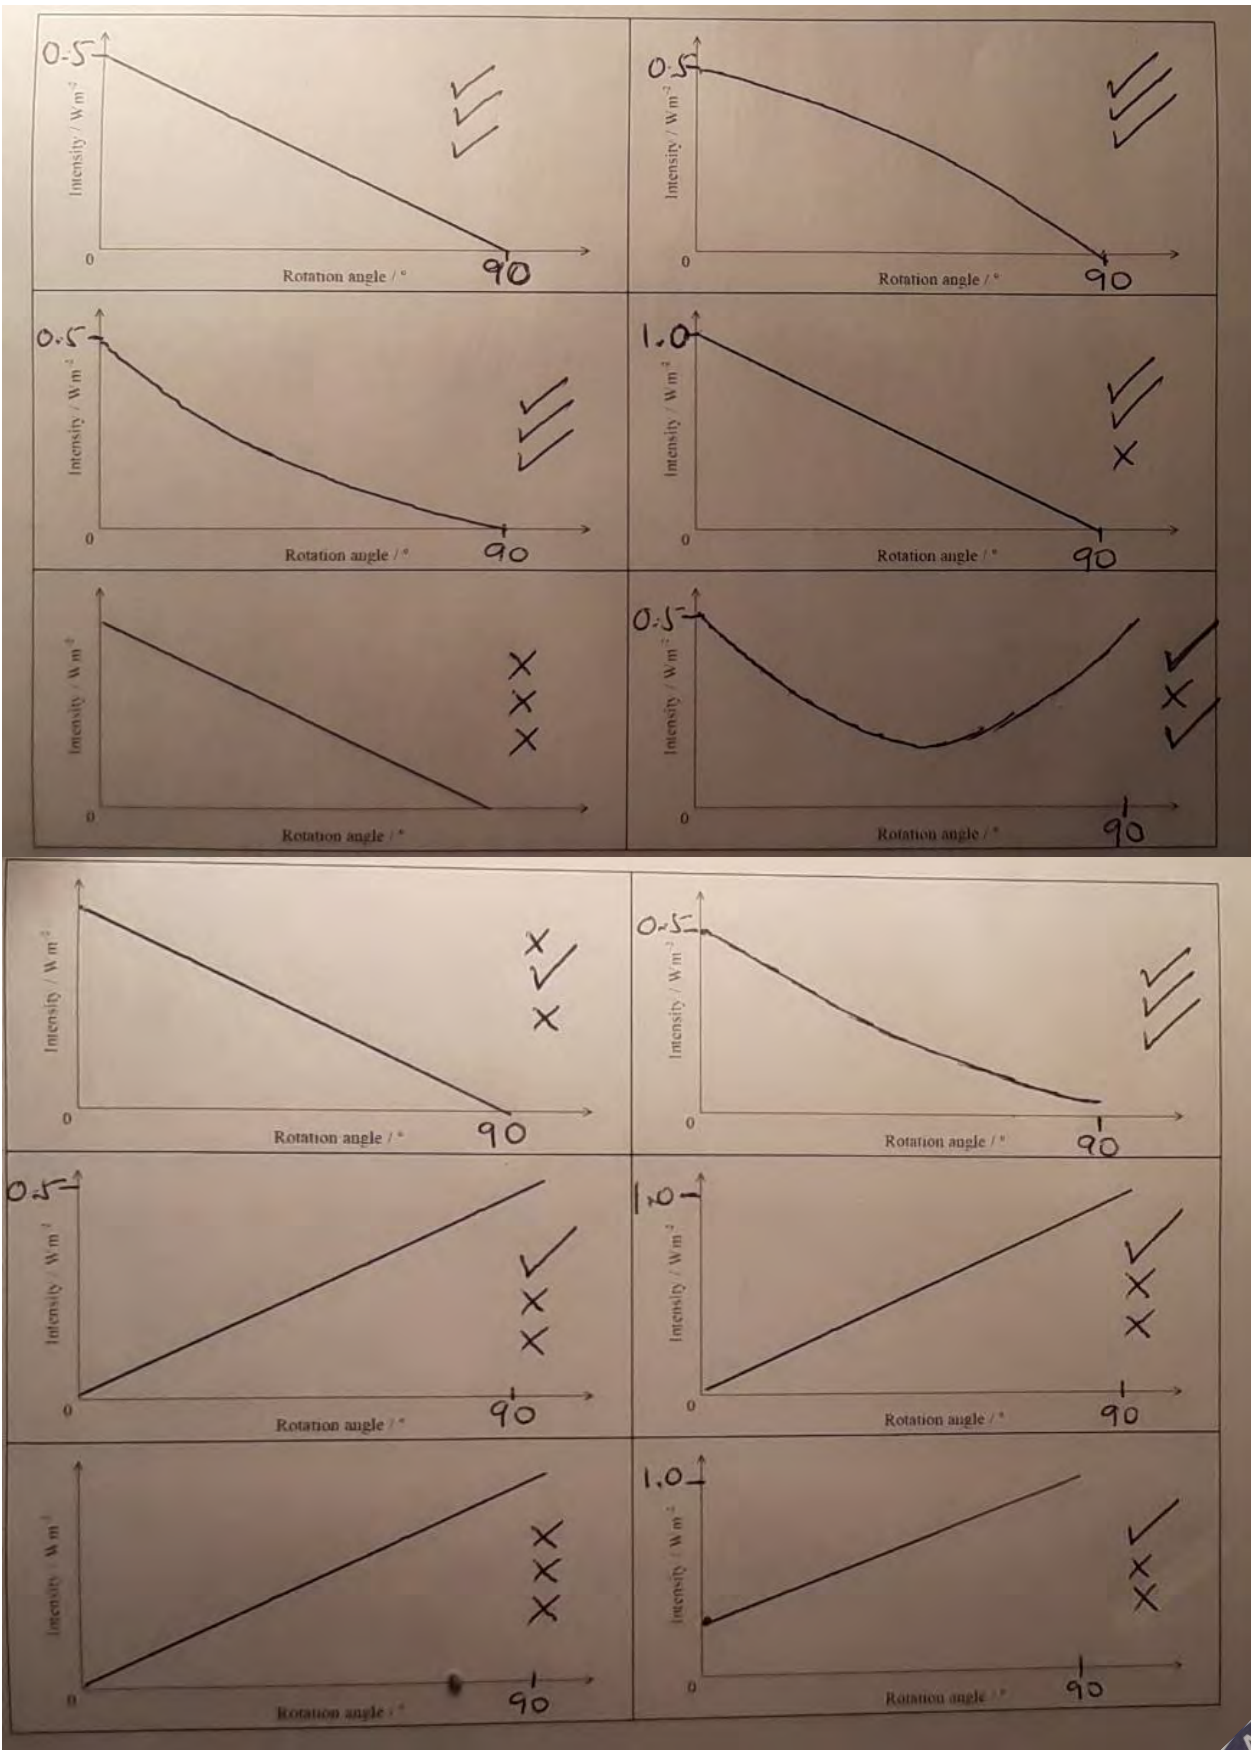 0.5
Intensity / W m⁻²
0
Rotation angle / °
90
0.5
Intensity / W m⁻²
0
Rotation angle / °
90
0.5
Intensity / W m⁻²
0
Rotation angle / °
90
1.0
Intensity / W m⁻²
0
Rotation angle / °
90
Intensity / W m⁻²
0
Rotation angle / °
0.5
Intensity / W m⁻²
0
Rotation angle / °
90
Intensity / W m⁻²
0
Rotation angle / °
90
0.5
Intensity / W m⁻²
0
Rotation angle / °
90
0.5
Intensity / W m⁻²
0
Rotation angle / °
90
1.0
Intensity / W m⁻²
0
Rotation angle / °
90
Intensity / W m⁻²
0
Rotation angle / °
90
1.0
Intensity / W m⁻²
0
Rotation angle / °
90